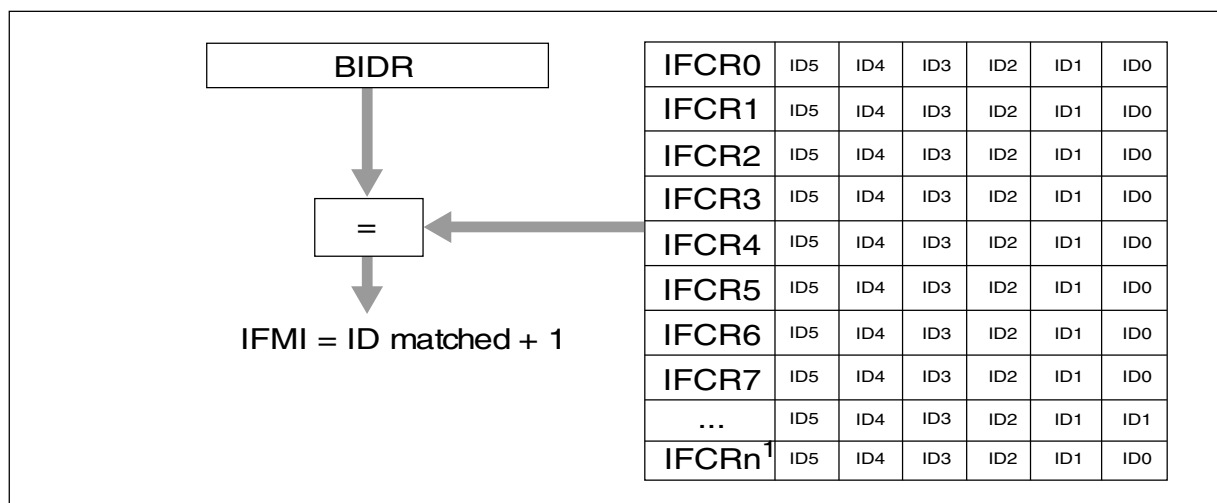 BIDR
=
IFMI = ID matched + 1
IFCR0 ID5 ID4 ID3 ID2 ID1 ID0
IFCR1 ID5 ID4 ID3 ID2 ID1 ID0
IFCR2 ID5 ID4 ID3 ID2 ID1 ID0
IFCR3 ID5 ID4 ID3 ID2 ID1 ID0
IFCR4 ID5 ID4 ID3 ID2 ID1 ID0
IFCR5 ID5 ID4 ID3 ID2 ID1 ID0
IFCR6 ID5 ID4 ID3 ID2 ID1 ID0
IFCR7 ID5 ID4 ID3 ID2 ID1 ID0
... ID5 ID4 ID3 ID2 ID1 ID1
IFCRn¹ ID5 ID4 ID3 ID2 ID1 ID0